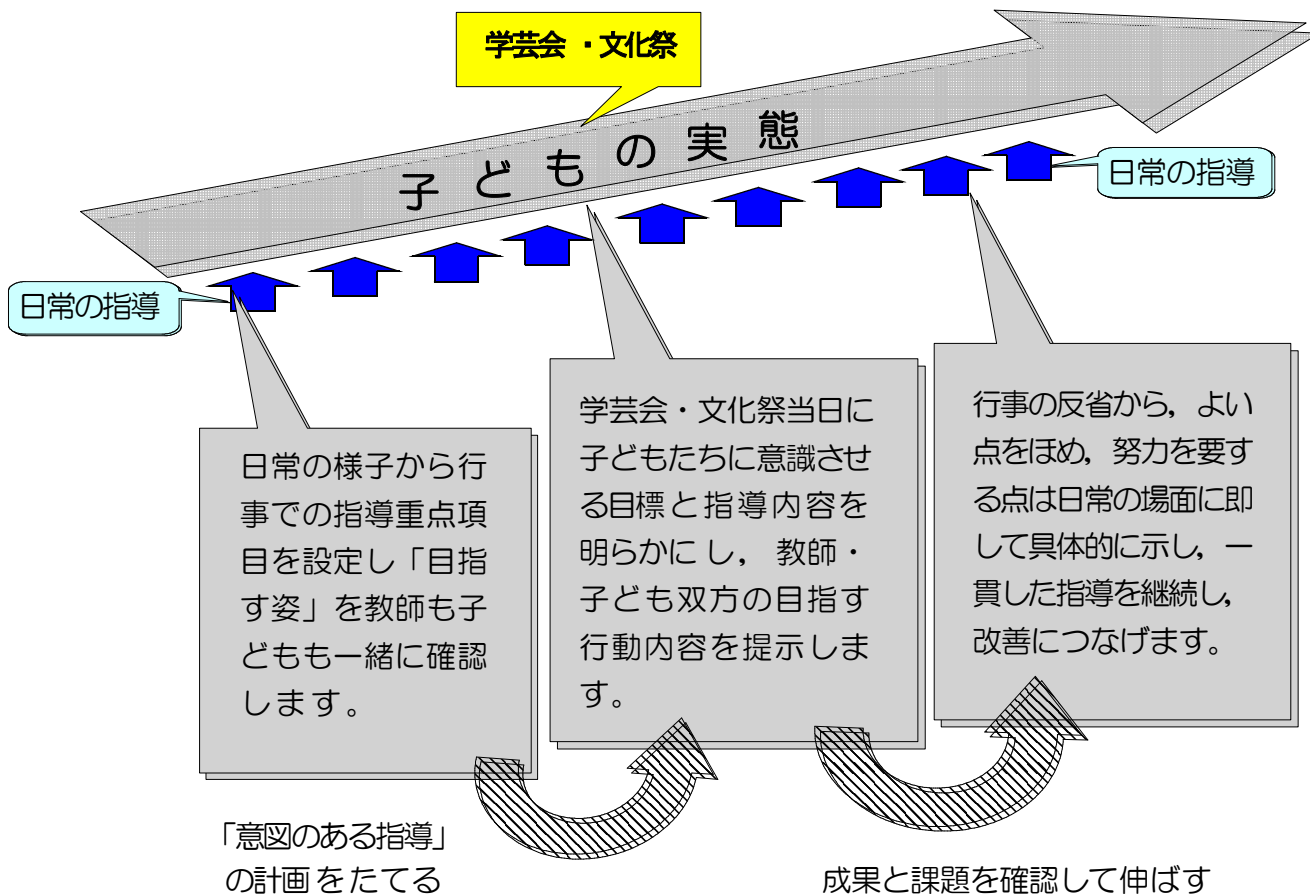 学芸会・文化祭
子どもの実態
日常の指導
日常の指導
日常の様子から行
事での指導重点項
目を設定し「目指
す姿」を教師も子
どもも一緒に確認
します。
学芸会・文化祭当日に
子どもたちに意識させ
る目標と指導内容を
明らかにし，教師・
子ども双方の目指す
行動内容を提示しま
す。
行事の反省から，よい
点をほめ，努力を要す
る点は日常の場面に即
して具体的に示し，一
貫した指導を継続し，
改善につなげます。
「意図のある指導」
の計画をたてる
成果と課題を確認して伸ばす